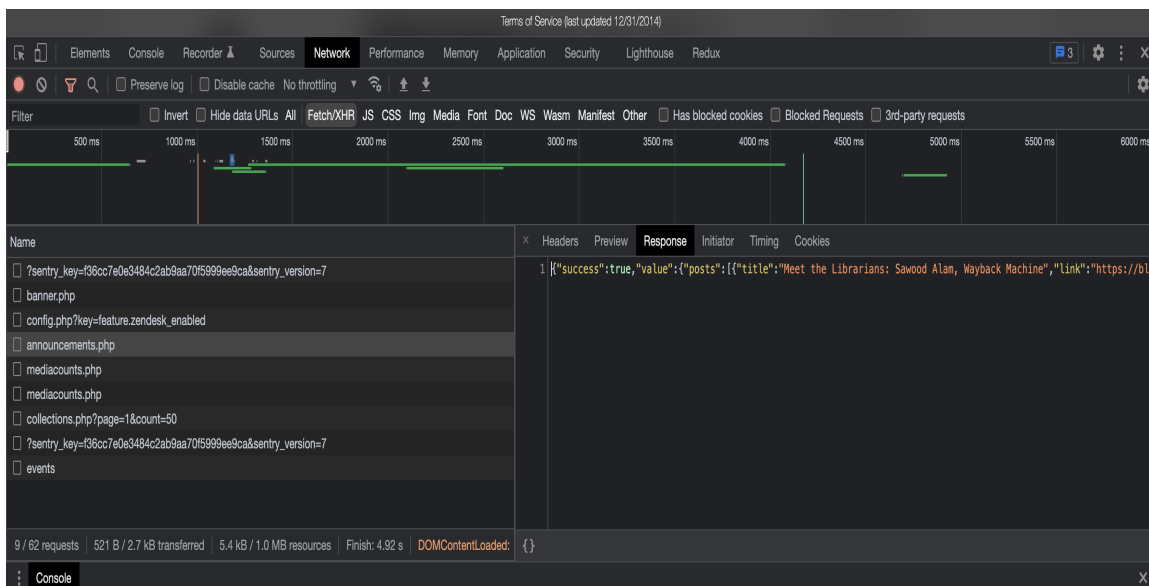 Terms of Service (last updated 12/31/2014)
Elements Console Recorder Sources Network Performance Memory Application Security Lighthouse Redux 3
Preserve log Disable cache No throttling
Filter Invert Hide data URLs All Fetch/XHR JS CSS Img Media Font Doc WS Wasm Manifest Other Has blocked cookies Blocked Requests 3rd-party requests
500 ms 1000 ms 1500 ms 2000 ms 2500 ms 3000 ms 3500 ms 4000 ms 4500 ms 5000 ms 5500 ms 6000 ms
Name
Headers Preview Response Initiator Timing Cookies
1 {"success":true,"value":{"posts":[{"title":"Meet the Librarians: Sawood Alam, Wayback Machine","link":"https://bl
?sentry_key=f36cc7e0e3484c2ab9aa70f5999ee9ca&sentry_version=7
banner.php
config.php?key=feature.zendesk_enabled
announcements.php
mediacounts.php
mediacounts.php
collections.php?page=1&count=50
?sentry_key=f36cc7e0e3484c2ab9aa70f5999ee9ca&sentry_version=7
events
9 / 62 requests 521 B / 2.7 kB transferred 5.4 kB / 1.0 MB resources Finish: 4.92 s DOMContentLoaded: {}
Console